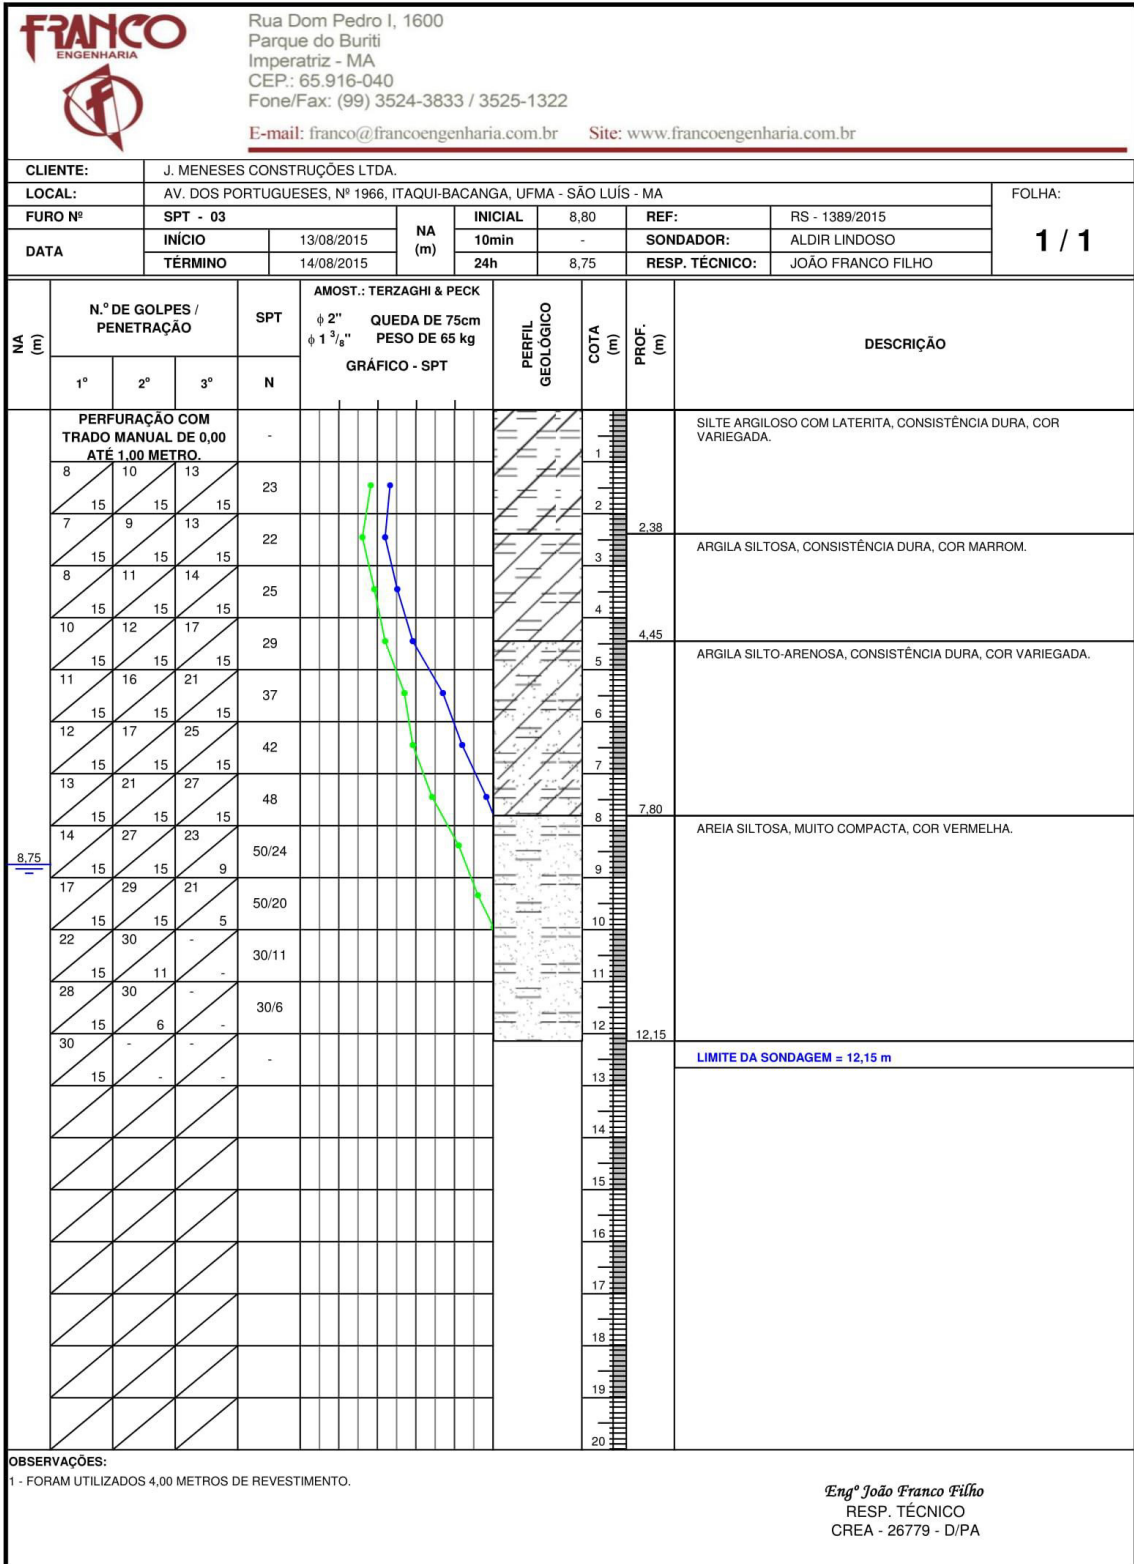 FRANCO
ENGENHARIA
Rua Dom Pedro I, 1600
Parque do Buriti
Imperatriz - MA
CEP.: 65.916-040
Fone/Fax: (99) 3524-3833 / 3525-1322
E-mail: franco@francoengenharia.com.br Site: www.francoengenharia.com.br
CLIENTE: J. MENESES CONSTRUÇÕES LTDA.
LOCAL: AV. DOS PORTUGUESES, Nº 1966, ITAQUI-BACANGA, UFMA - SÃO LUÍS - MA
FOLHA:
1 / 1
FURO Nº SPT - 03 NA (m) INICIAL 8,80 REF: RS - 1389/2015
DATA INÍCIO 13/08/2015 10min - SONDADOR: ALDIR LINDOSO
TÉRMINO 14/08/2015 24h 8,75 RESP. TÉCNICO: JOÃO FRANCO FILHO
NA (m)
N.º DE GOLPES / PENETRAÇÃO
1º 2º 3º
SPT
N
AMOST.: TERZAGHI & PECK
ϕ 2" QUEDA DE 75cm
ϕ 1 3/8" PESO DE 65 kg
GRÁFICO - SPT
PERFIL GEOLÓGICO
COTA (m)
PROF. (m)
DESCRIÇÃO
PERFURAÇÃO COM
TRADO MANUAL DE 0,00
ATÉ 1,00 METRO.
-
1
SILTE ARGILOSO COM LATERITA, CONSISTÊNCIA DURA, COR
VARIEGADA.
8 10 13
15 15 15
23
2
7 9 13
15 15 15
22
3
2,38
ARGILA SILTOSA, CONSISTÊNCIA DURA, COR MARROM.
8 11 14
15 15 15
25
4
10 12 17
15 15 15
29
5
4,45
ARGILA SILTO-ARENOSA, CONSISTÊNCIA DURA, COR VARIEGADA.
11 16 21
15 15 15
37
6
12 17 25
15 15 15
42
7
13 21 27
15 15 15
48
8
7,80
AREIA SILTOSA, MUITO COMPACTA, COR VERMELHA.
8,75
14 27 23
15 15 9
50/24
9
17 29 21
15 15 5
50/20
10
22 30 -
15 11 -
30/11
11
28 30 -
15 6 -
30/6
12
12,15
30 - -
15 - -
-
13
LIMITE DA SONDAGEM = 12,15 m
14
15
16
17
18
19
20
OBSERVAÇÕES:
1 - FORAM UTILIZADOS 4,00 METROS DE REVESTIMENTO.
Engº João Franco Filho
RESP. TÉCNICO
CREA - 26779 - D/PA